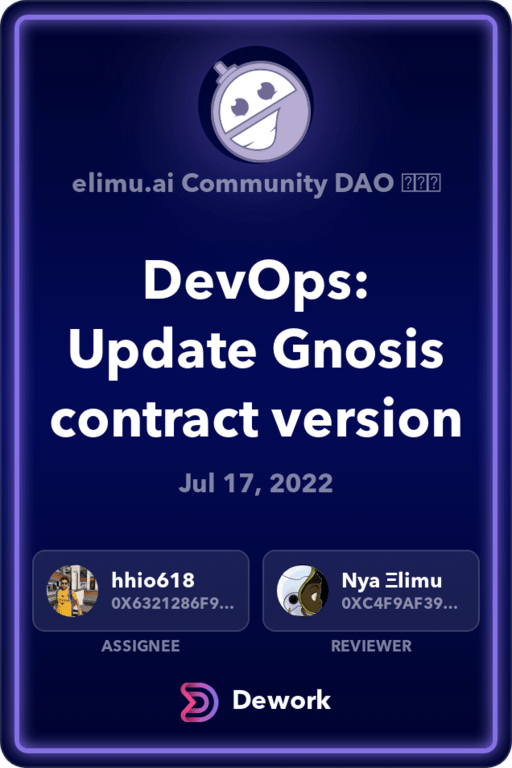 elimu.ai Community DAO
DevOps:
Update Gnosis
contract version
Jul 17, 2022
hhio618
0X6321286F9...
Nya Ξlimu
0XC4F9AF39...
ASSIGNEE
REVIEWER
Dework